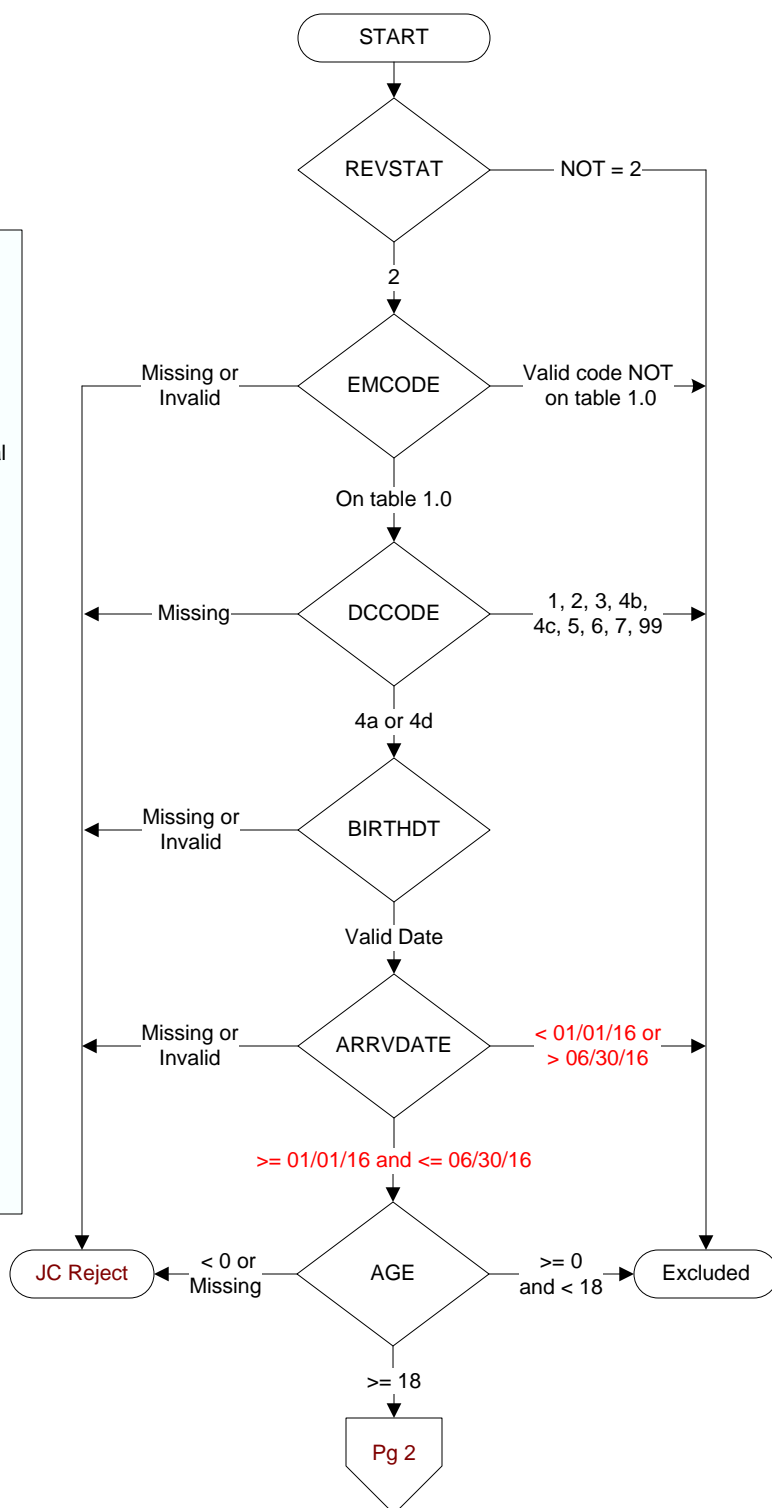 START
REVSTAT
NOT = 2
2
Missing or
Invalid
EMCODE
Valid code NOT
on table 1.0
al
On table 1.0
Missing
DCCODE
1, 2, 3, 4b,
4c, 5, 6, 7, 99
4a or 4d
Missing or
Invalid
BIRTHDT
Valid Date
Missing or
Invalid
ARRVDATE
< 01/01/16 or
> 06/30/16
>= 01/01/16 and <= 06/30/16
JC Reject
< 0 or
Missing
AGE
>= 0
and < 18
Excluded
>= 18
Pg 2